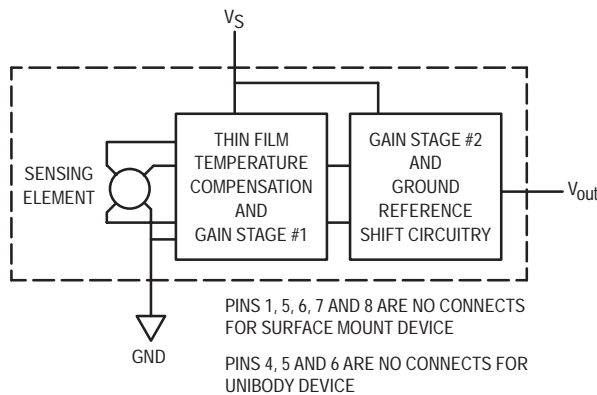 VS
SENSING
ELEMENT
THIN FILM
TEMPERATURE
COMPENSATION
AND
GAIN STAGE #1
GAIN STAGE #2
AND
GROUND
REFERENCE
SHIFT CIRCUITRY
Vout
GND
PINS 1, 5, 6, 7 AND 8 ARE NO CONNECTS
FOR SURFACE MOUNT DEVICE
PINS 4, 5 AND 6 ARE NO CONNECTS FOR
UNIBODY DEVICE